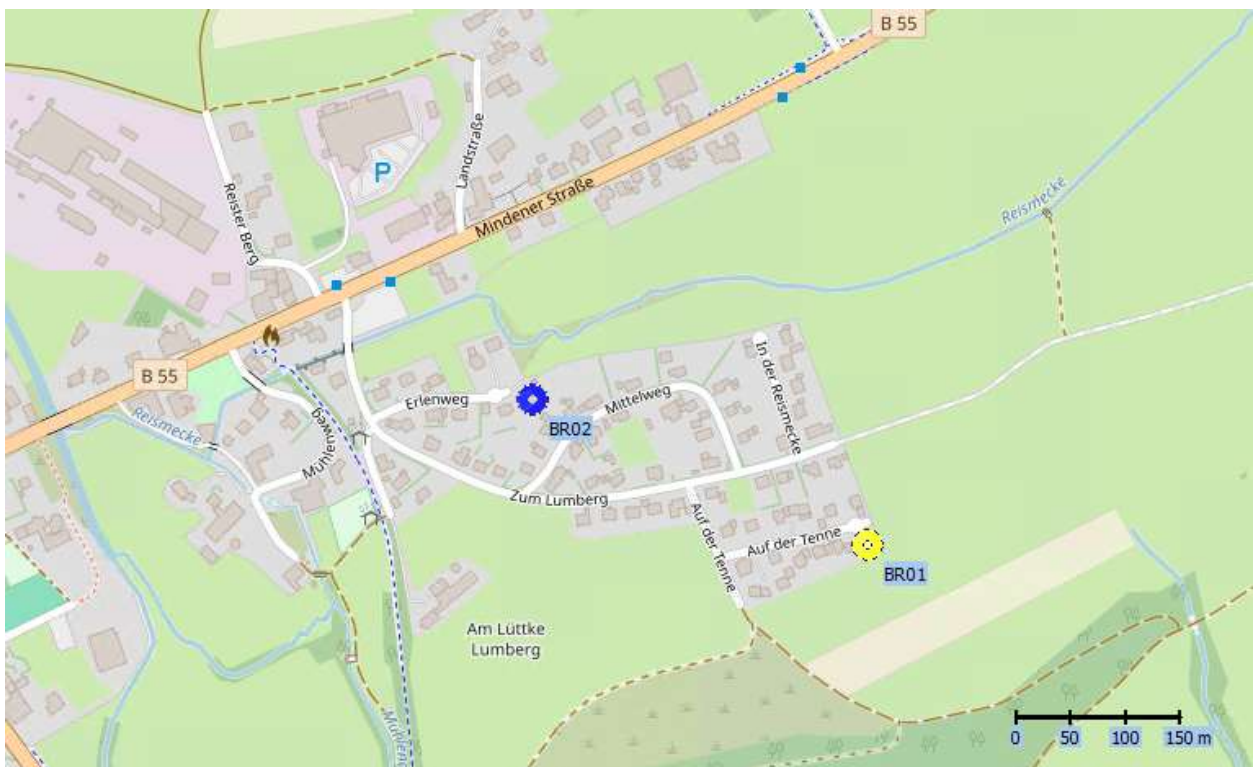 B 55
Landstraße
P
Mindener Straße
Reister Berg
Reismecke
B 55
In der Reismecke
Erlenweg
Mittelweg
BR02
Reismecke
Mühlenweg
Zum Lumberg
Auf der Tenne
Auf der Tenne
BR01
Am Lüttke
Lumberg
0 50 100 150 m